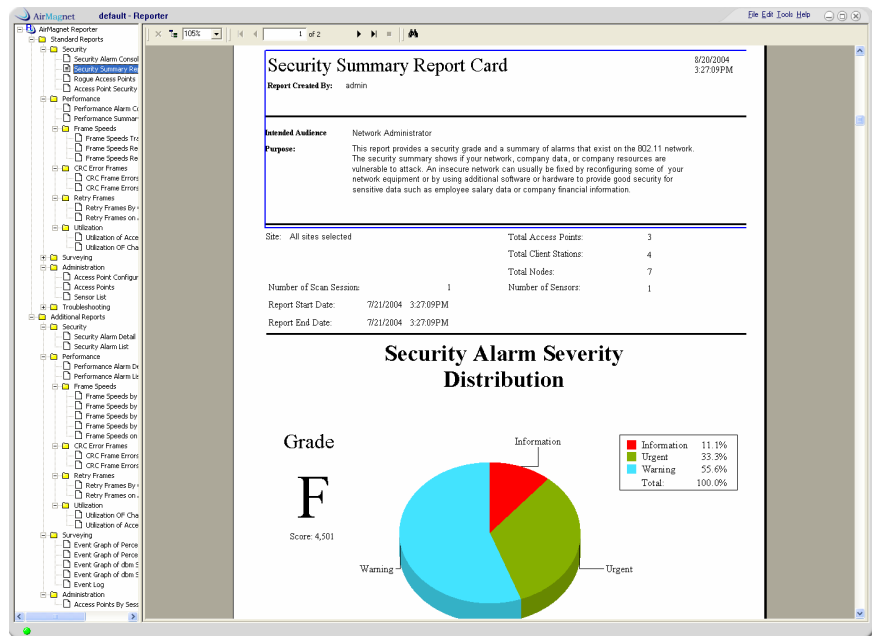 AirMagnet default - Reporter
File Edit Tools Help
AirMagnet Reporter
Standard Reports
Security
Security Alarm Consol
Security Summary Re
Rogue Access Points
Access Point Security
Performance
Performance Alarm Co
Performance Summar
Frame Speeds
Frame Speeds Tra
Frame Speeds Re
Frame Speeds Re
CRC Error Frames
CRC Frame Errors
CRC Frame Errors
Retry Frames
Retry Frames By
Retry Frames on
Utilization
Utilization of Acce
Utilization OF Cha
Surveying
Administration
Access Point Configur
Access Points
Sensor List
Troubleshooting
Additional Reports
Security
Security Alarm Detail
Security Alarm List
Performance
Performance Alarm De
Performance Alarm Lis
Frame Speeds
Frame Speeds by
Frame Speeds by
Frame Speeds by
Frame Speeds by
Frame Speeds on
CRC Error Frames
CRC Frame Errors
CRC Frame Errors
Retry Frames
Retry Frames By
Retry Frames on
Utilization
Utilization OF Cha
Utilization of Acce
Surveying
Event Graph of Perce
Event Graph of Perce
Event Graph of dbm S
Event Graph of dbm S
Event Log
Administration
Access Points By Sess
105% 1 of 2
Security Summary Report Card
8/20/2004
3:27:09PM
Report Created By: admin
Intended Audience Network Administrator
Purpose: This report provides a security grade and a summary of alarms that exist on the 802.11 network.
The security summary shows if your network, company data, or company resources are
vulnerable to attack. An insecure network can usually be fixed by reconfiguring some of your
network equipment or by using additional software or hardware to provide good security for
sensitive data such as employee salary data or company financial information.
Site: All sites selected Total Access Points: 3
Total Client Stations: 4
Total Nodes: 7
Number of Scan Session: 1 Number of Sensors: 1
Report Start Date: 7/21/2004 3:27:09PM
Report End Date: 7/21/2004 3:27:09PM
Security Alarm Severity
Distribution
Grade
F
Score: 4,501
Information
Warning
Urgent
Information 11.1%
Urgent 33.3%
Warning 55.6%
Total: 100.0%